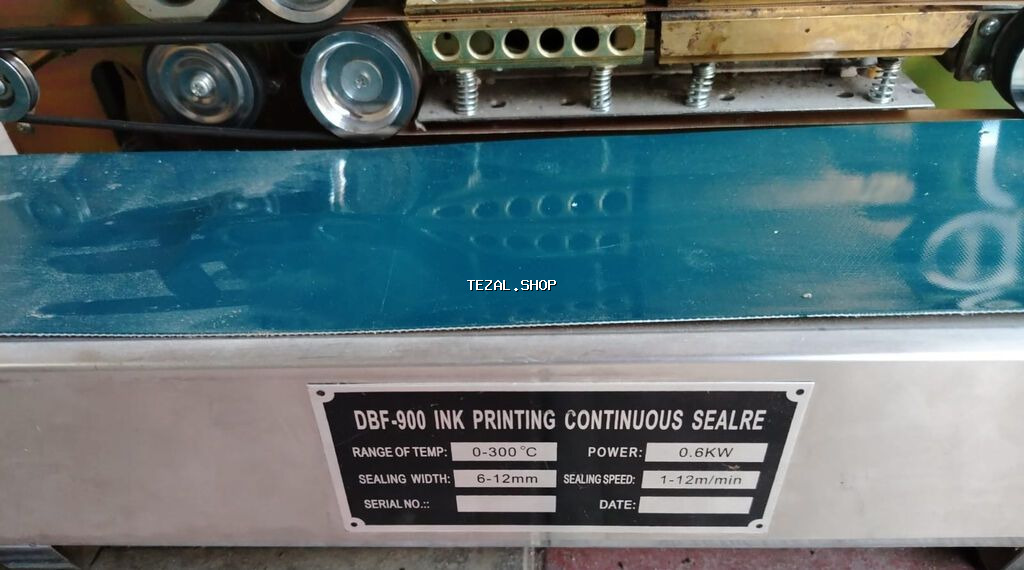 TEZAL.SHOP
DBF-900 INK PRINTING CONTINUOUS SEALRE
RANGE OF TEMP: 0-300°C POWER: 0.6KW
SEALING WIDTH: 6-12mm SEALING SPEED: 1-12m/min
SERIAL NO.:: DATE: